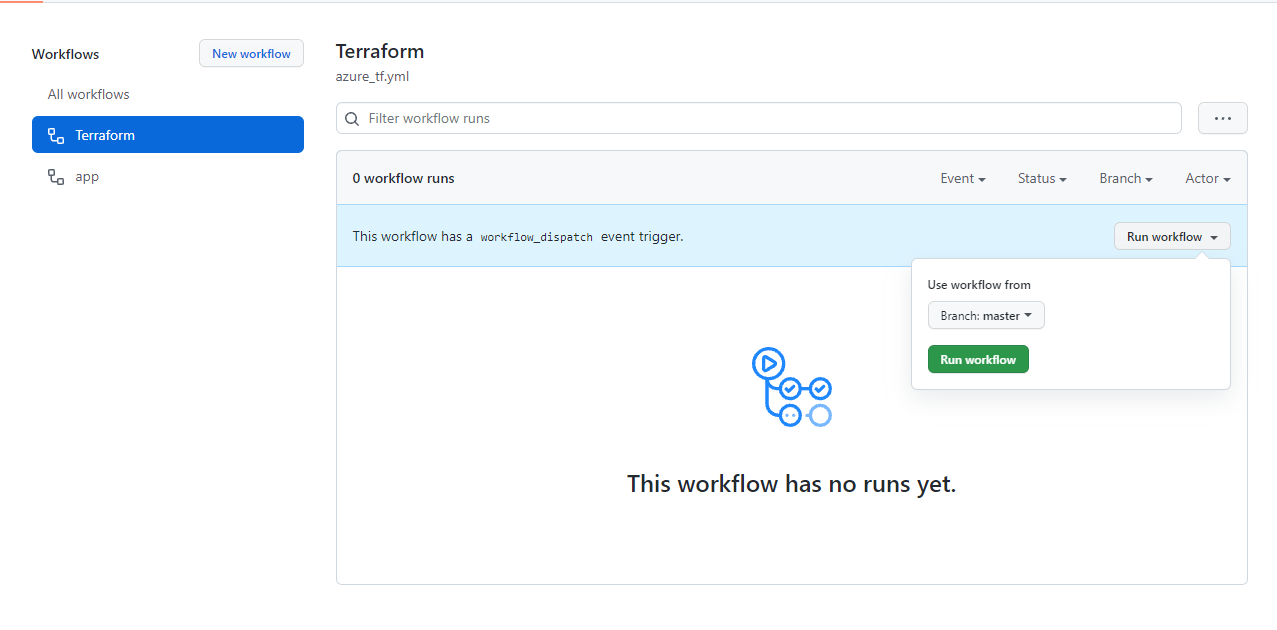 Workflows
New workflow
All workflows
Terraform
app
Terraform
azure_tf.yml
Filter workflow runs
0 workflow runs
Event
Status
Branch
Actor
This workflow has a workflow_dispatch event trigger.
Run workflow
Use workflow from
Branch: master
Run workflow
This workflow has no runs yet.